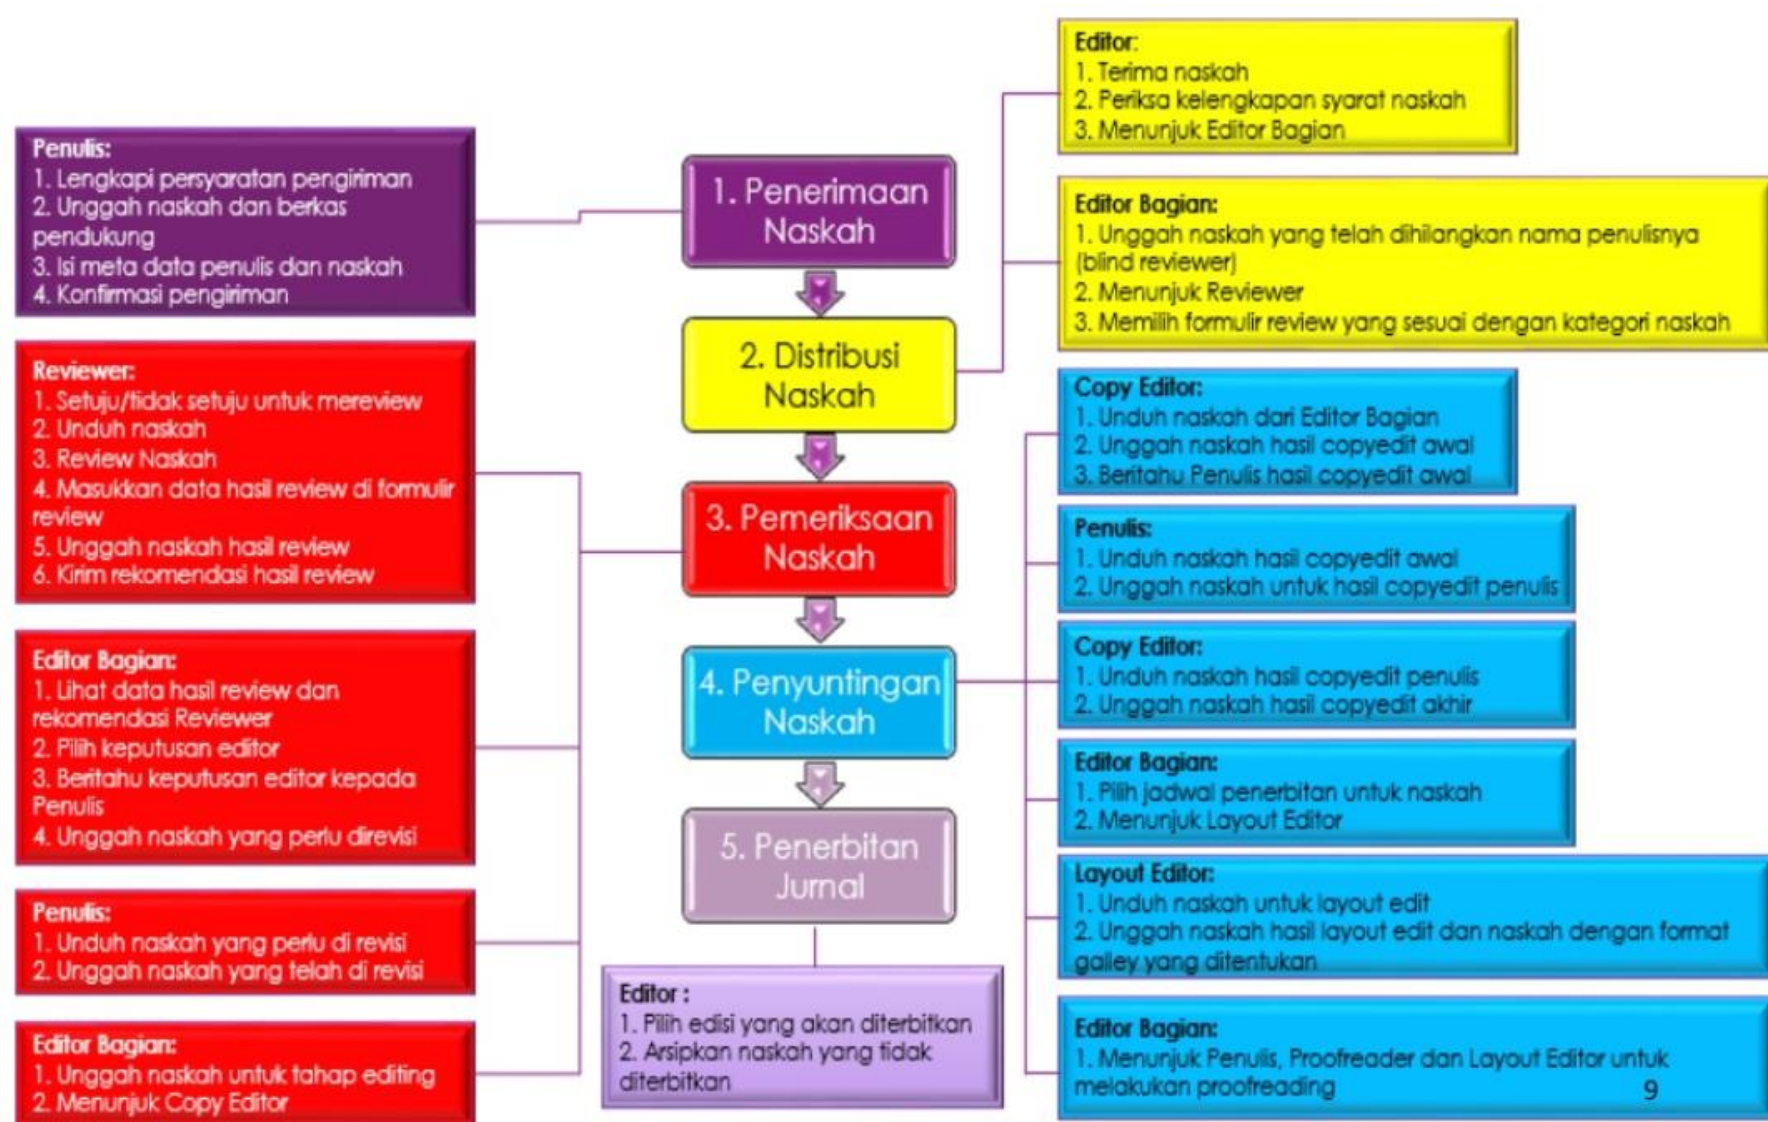 Penulis:
1. Lengkapi persyaratan pengiriman
2. Unggah naskah dan berkas
pendukung
3. Isi meta data penulis dan naskah
4. Konfirmasi pengiriman
1. Penerimaan
Naskah
Editor:
1. Terima naskah
2. Periksa kelengkapan syarat naskah
3. Menunjuk Editor Bagian
Editor Bagian:
1. Unggah naskah yang telah dihilangkan nama penulisnya
(blind reviewer)
2. Menunjuk Reviewer
3. Memilih formulir review yang sesuai dengan kategori naskah
2. Distribusi
Naskah
Reviewer:
1. Setuju/tidak setuju untuk mereview
2. Unduh naskah
3. Review Naskah
4. Masukkan data hasil review di formulir
review
5. Unggah naskah hasil review
6. Kirim rekomendasi hasil review
3. Pemeriksaan
Naskah
Editor Bagian:
1. Lihat data hasil review dan
rekomendasi Reviewer
2. Pilih keputusan editor
3. Beritahu keputusan editor kepada
Penulis
4. Unggah naskah yang perlu direvisi
Penulis:
1. Unduh naskah yang perlu di revisi
2. Unggah naskah yang telah di revisi
Editor Bagian:
1. Unggah naskah untuk tahap editing
2. Menunjuk Copy Editor
4. Penyuntingan
Naskah
Copy Editor:
1. Unduh naskah dari Editor Bagian
2. Unggah naskah hasil copyedit awal
3. Beritahu Penulis hasil copyedit awal
Penulis:
1. Unduh naskah hasil copyedit awal
2. Unggah naskah untuk hasil copyedit penulis
Copy Editor:
1. Unduh naskah hasil copyedit penulis
2. Unggah naskah hasil copyedit akhir
Editor Bagian:
1. Pilih jadwal penerbitan untuk naskah
2. Menunjuk Layout Editor
Layout Editor:
1. Unduh naskah untuk layout edit
2. Unggah naskah hasil layout edit dan naskah dengan format
galley yang ditentukan
Editor Bagian:
1. Menunjuk Penulis, Proofreader dan Layout Editor untuk
melakukan proofreading
5. Penerbitan
Jurnal
Editor :
1. Pilih edisi yang akan diterbitkan
2. Arsipkan naskah yang tidak
diterbitkan
9